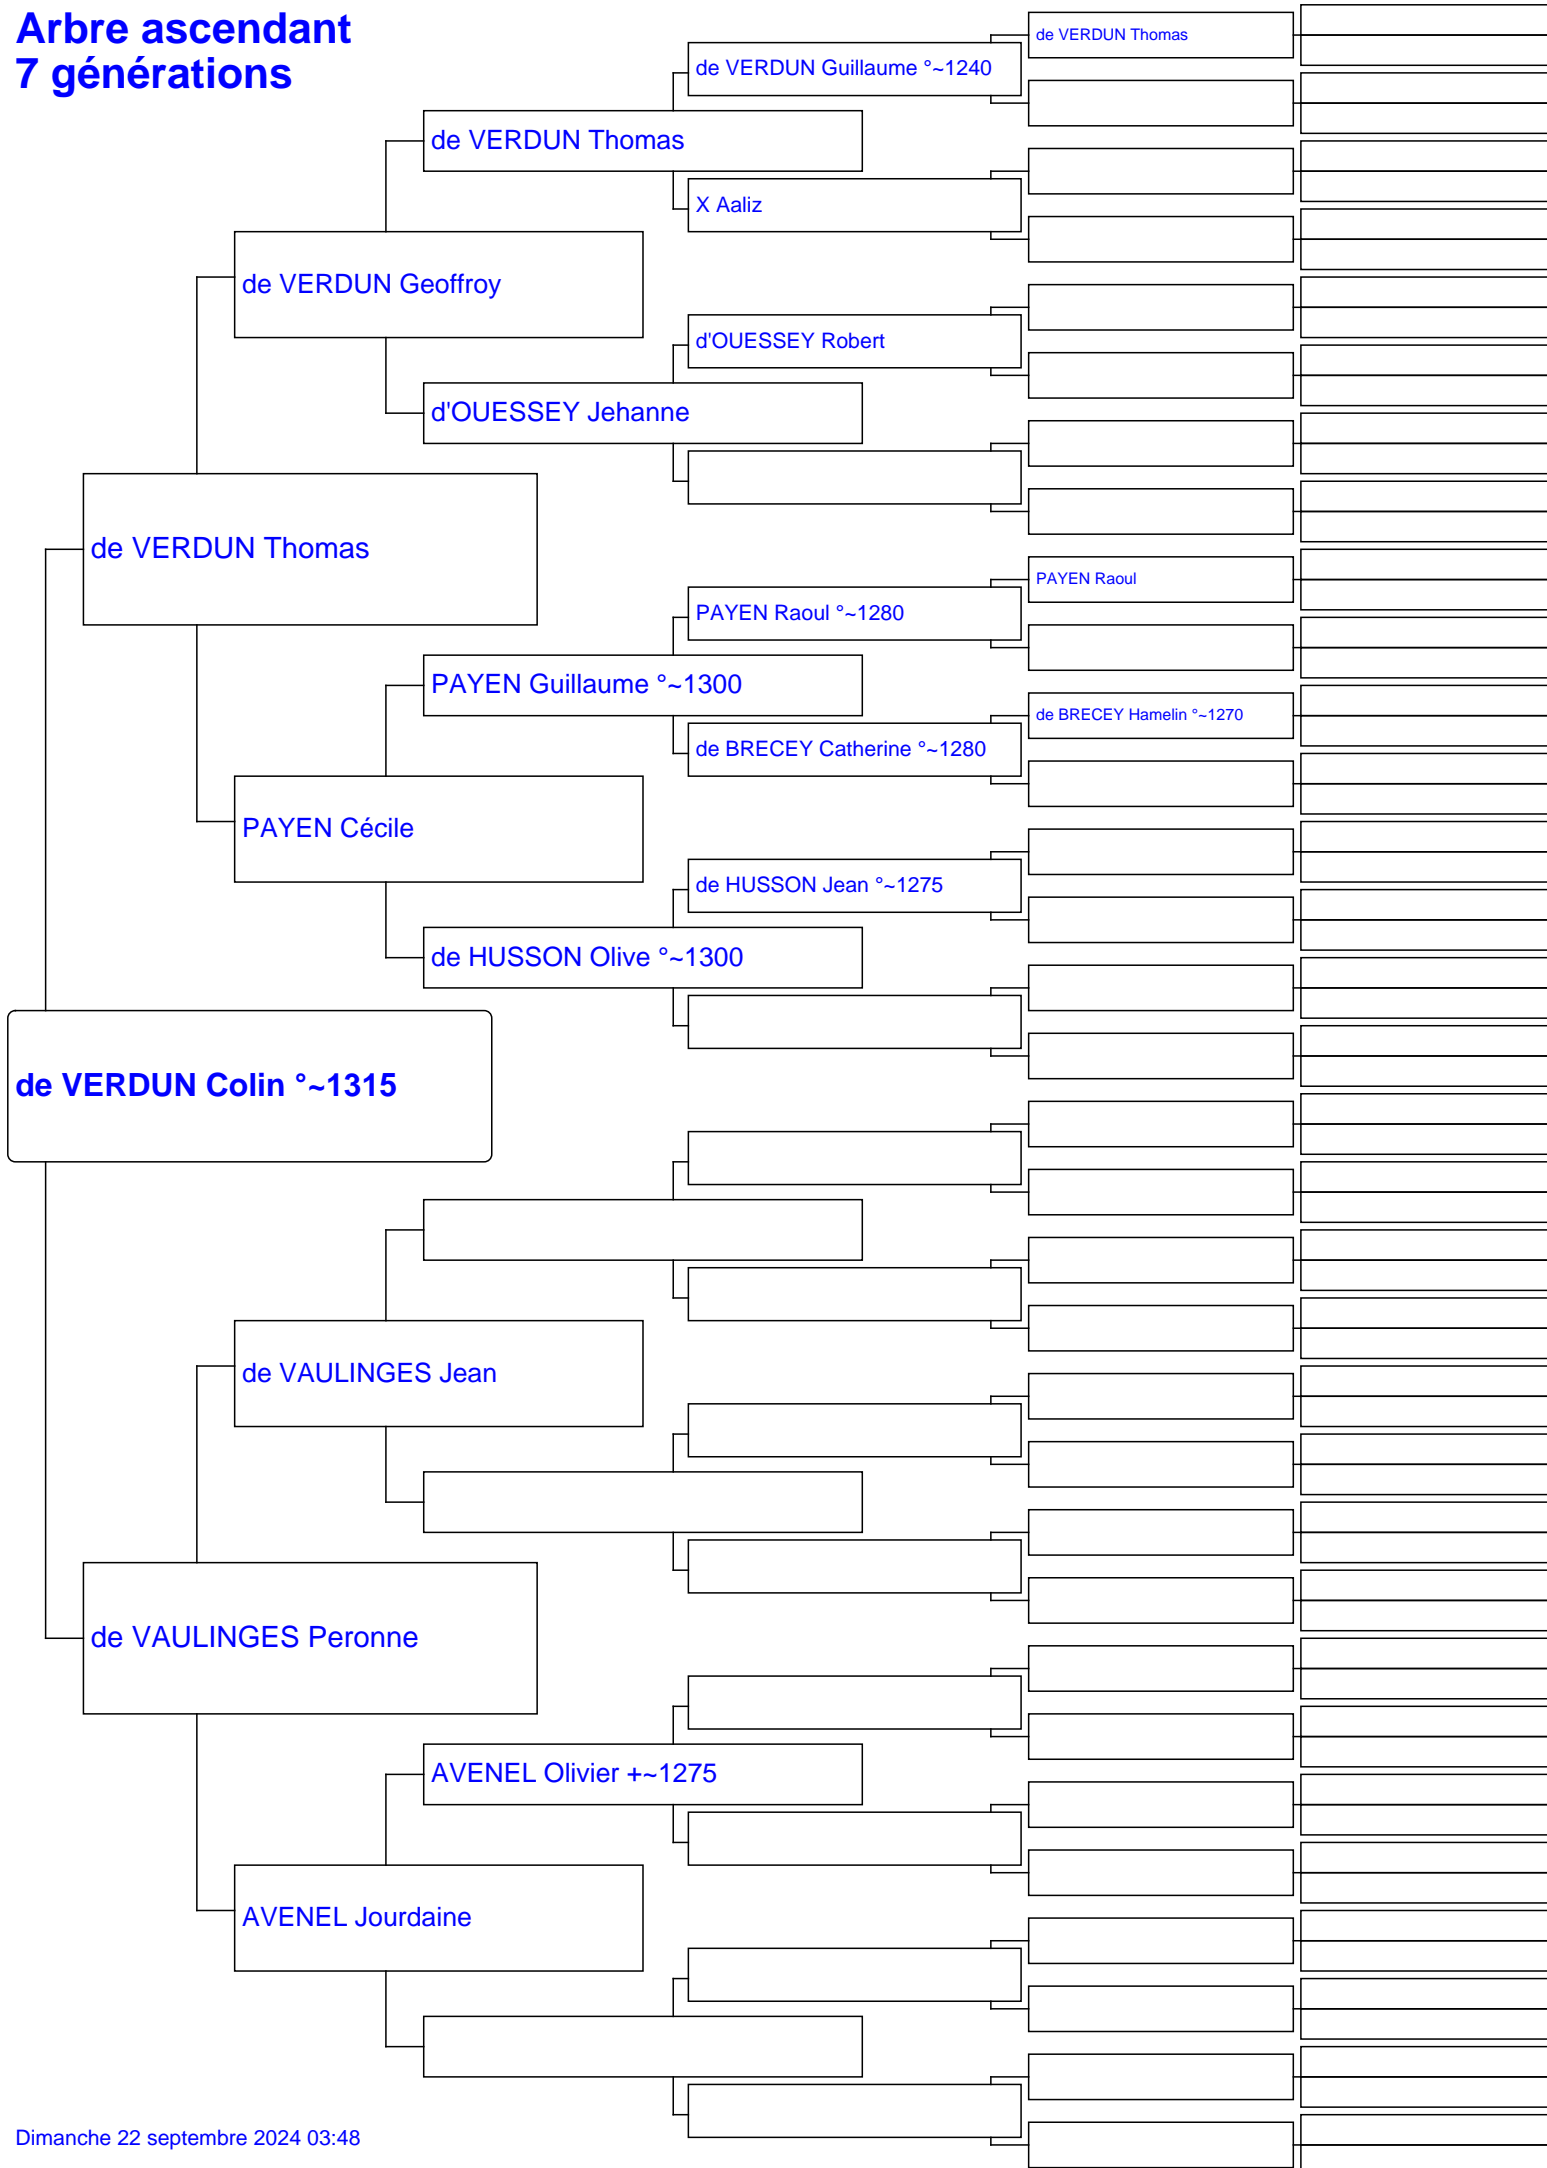 Arbre ascendant
7 générations
de VERDUN Thomas
de VERDUN Guillaume °~1240
de VERDUN Thomas
X Aaliz
de VERDUN Geoffroy
d'OUESSEY Robert
d'OUESSEY Jehanne
de VERDUN Thomas
PAYEN Raoul
PAYEN Raoul °~1280
PAYEN Guillaume °~1300
de BRECEY Hamelin °~1270
de BRECEY Catherine °~1280
PAYEN Cécile
de HUSSON Jean °~1275
de HUSSON Olive °~1300
de VERDUN Colin °~1315
de VAULINGES Jean
de VAULINGES Peronne
AVENEL Olivier +~1275
AVENEL Jourdaine
Dimanche 22 septembre 2024 03:48